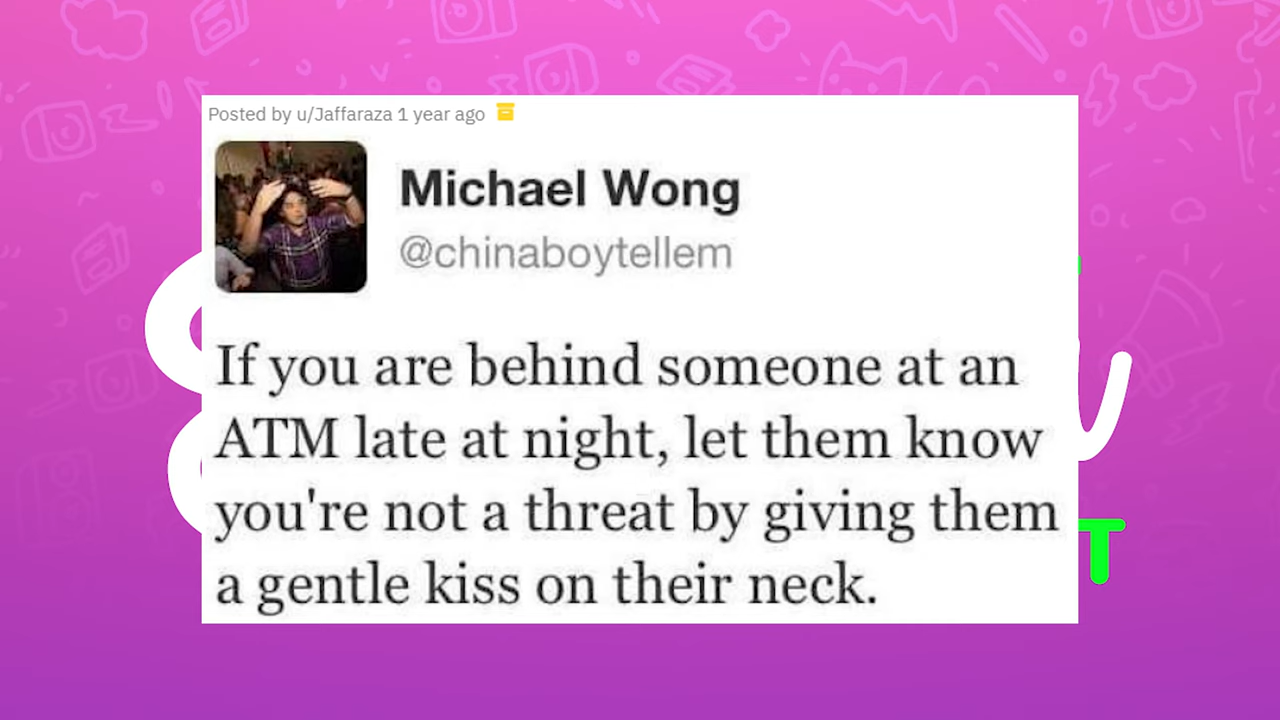 Posted by u/Jaffaraza 1 year ago
Michael Wong
@chinaboytellem
If you are behind someone at an
ATM late at night, let them know
you're not a threat by giving them
a gentle kiss on their neck.
T